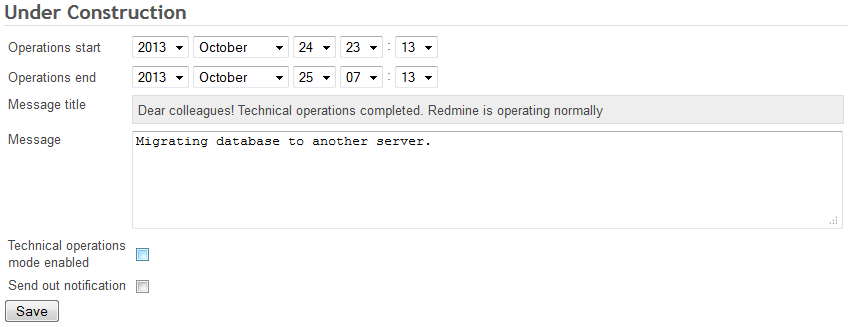 Under Construction
Operations start 2013 October 24 23 : 13
Operations end 2013 October 25 07 : 13
Message title Dear colleagues! Technical operations completed. Redmine is operating normally
Message Migrating database to another server.
Technical operations
mode enabled
Send out notification
Save